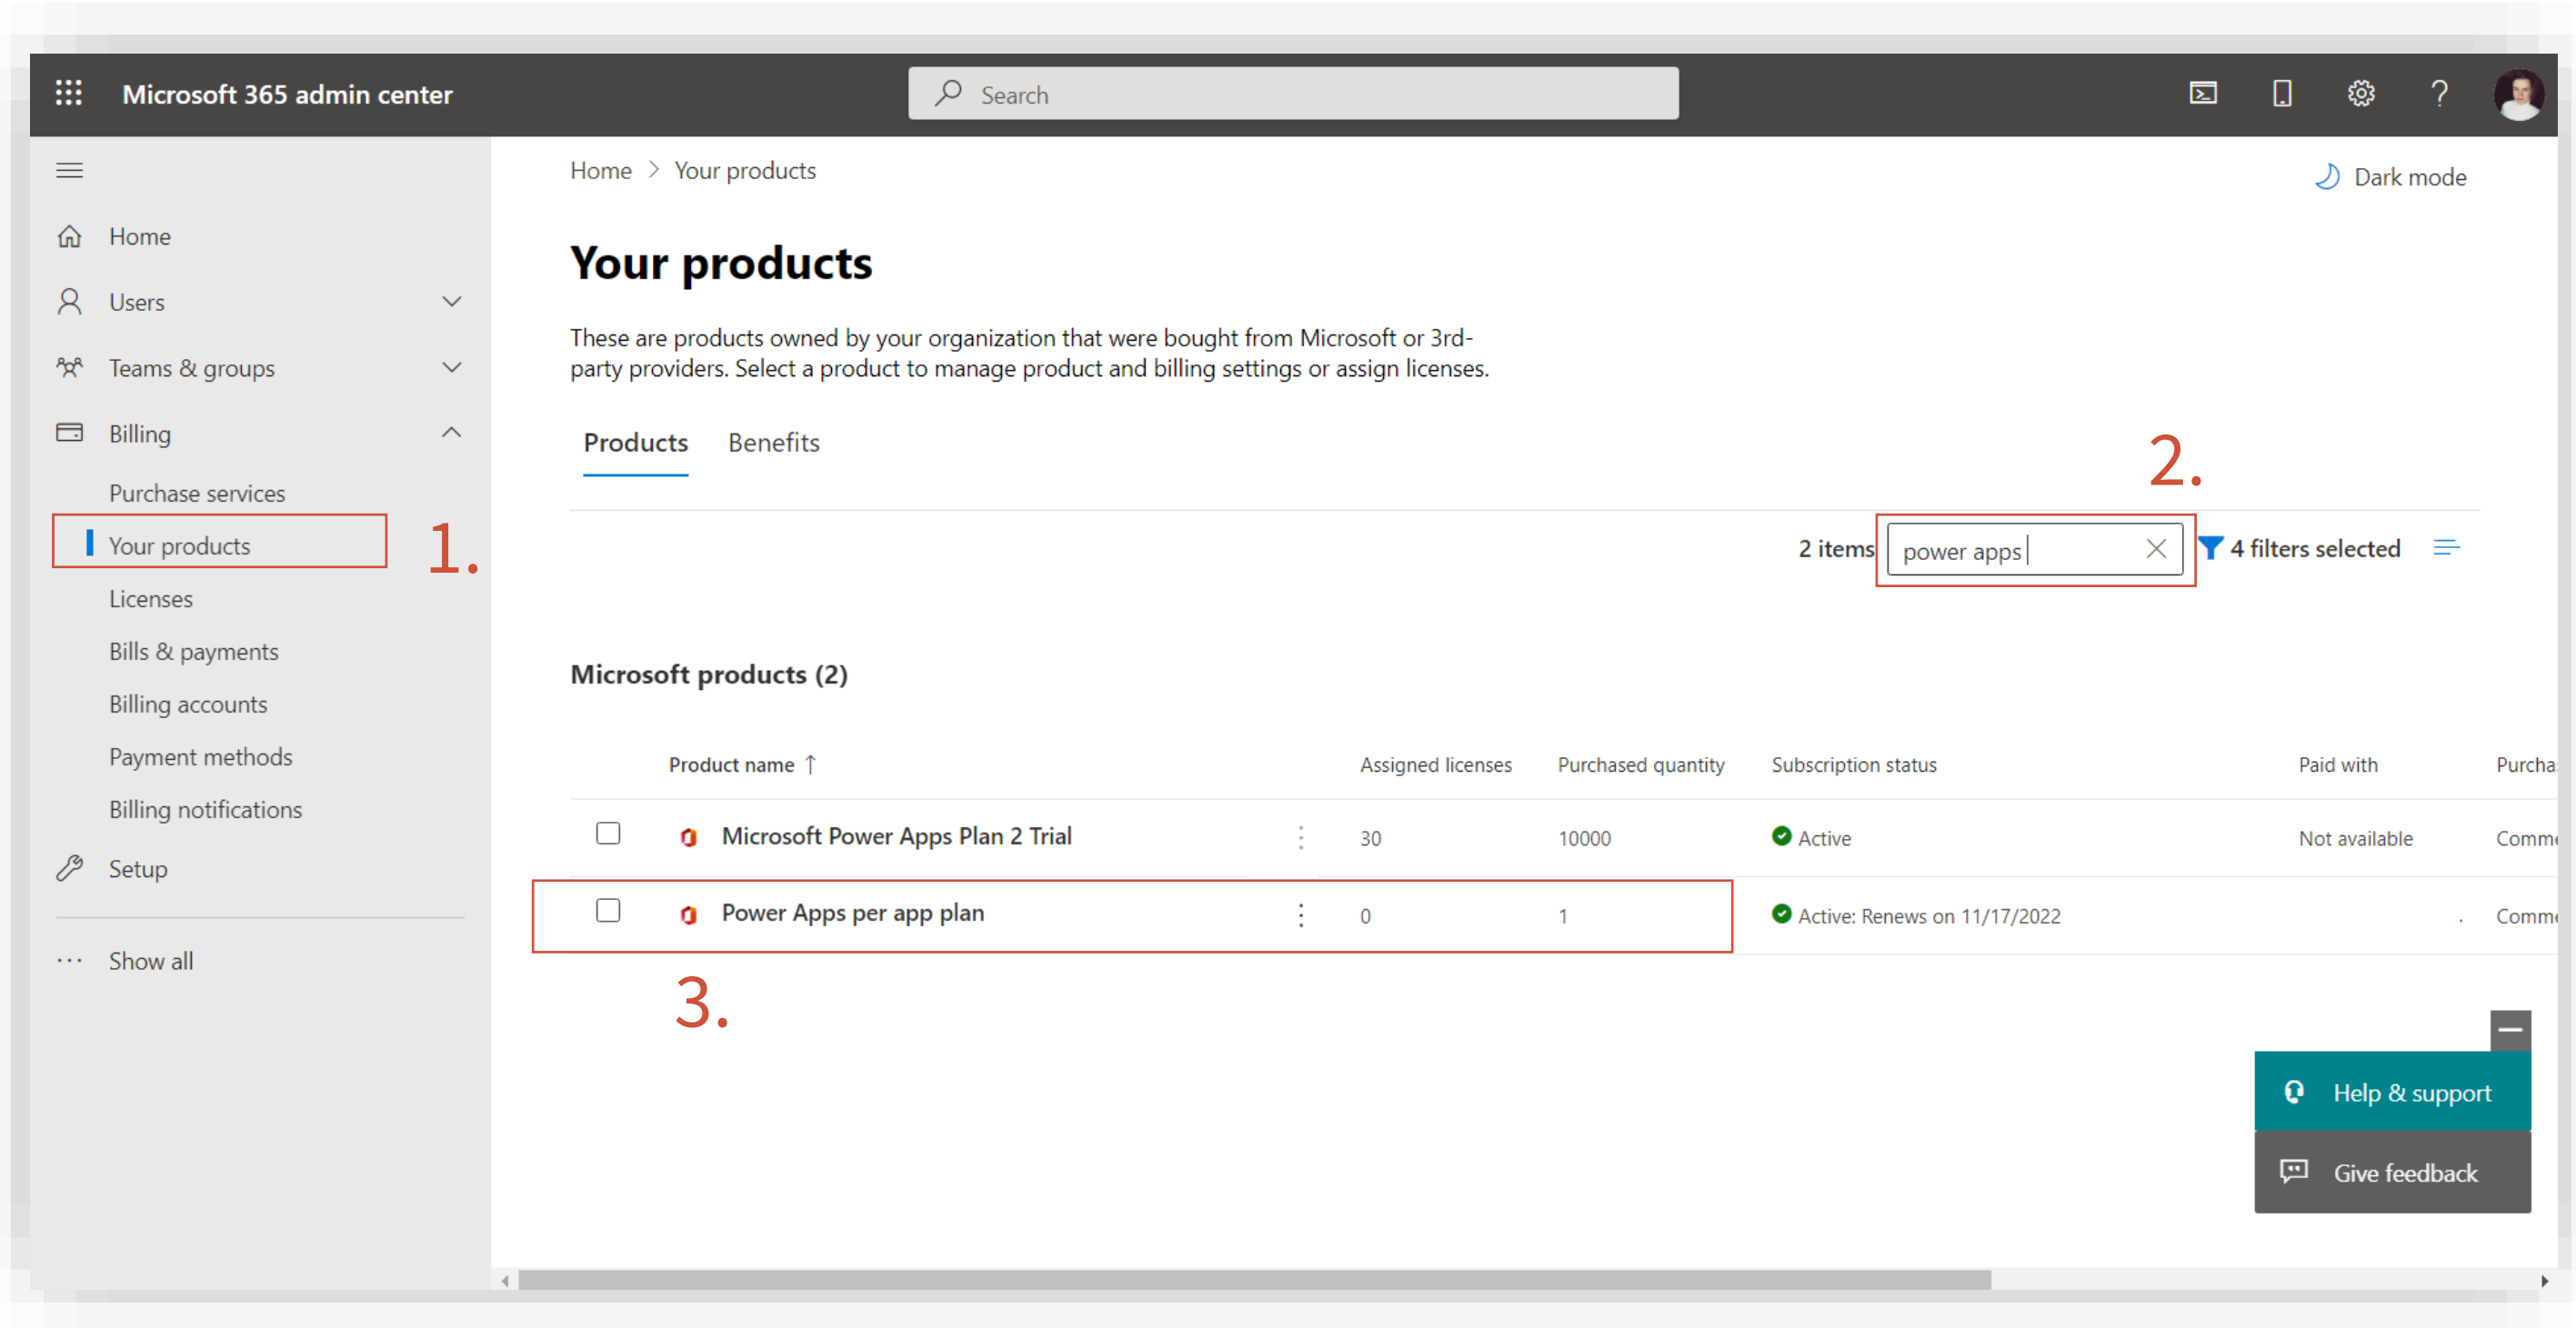 Microsoft 365 admin center
Search
Home > Your products
Dark mode
Home
Users
Teams & groups
Billing
Purchase services
Your products
1.
Licenses
Bills & payments
Billing accounts
Payment methods
Billing notifications
Setup
Show all
Your products
These are products owned by your organization that were bought from Microsoft or 3rd-
party providers. Select a product to manage product and billing settings or assign licenses.
Products Benefits
2.
2 items power apps 4 filters selected
Microsoft products (2)
Product name ↑ Assigned licenses Purchased quantity Subscription status Paid with Purcha
Microsoft Power Apps Plan 2 Trial 30 10000 Active Not available Comme
Power Apps per app plan 0 1 Active: Renews on 11/17/2022 . Comme
3.
Help & support
Give feedback